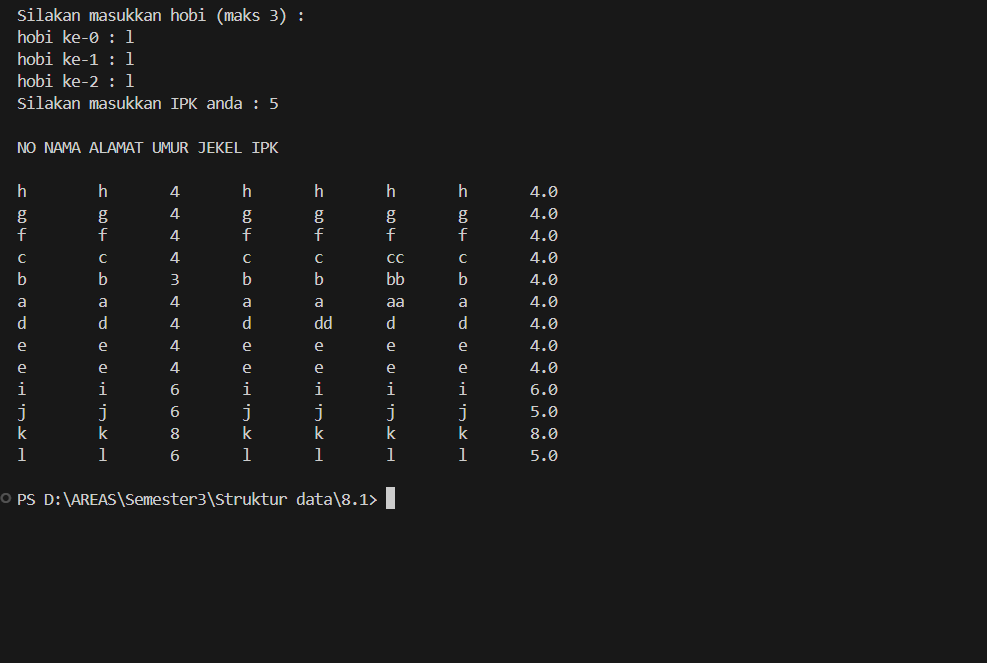 Silakan masukkan hobi (maks 3) :
hobi ke-0 : l
hobi ke-1 : l
hobi ke-2 : l
Silakan masukkan IPK anda : 5
NO NAMA ALAMAT UMUR JEKEL IPK
h h 4 h h h h 4.0
g g 4 g g g g 4.0
f f 4 f f f f 4.0
c c 4 c c cc c 4.0
b b 3 b b bb b 4.0
a a 4 a a aa a 4.0
d d 4 d dd d d 4.0
e e 4 e e e e 4.0
e e 4 e e e e 4.0
i i 6 i i i i 6.0
j j 6 j j j j 5.0
k k 8 k k k k 8.0
l l 6 l l l l 5.0
PS D:\AREAS\Semester3\Struktur data\8.1>